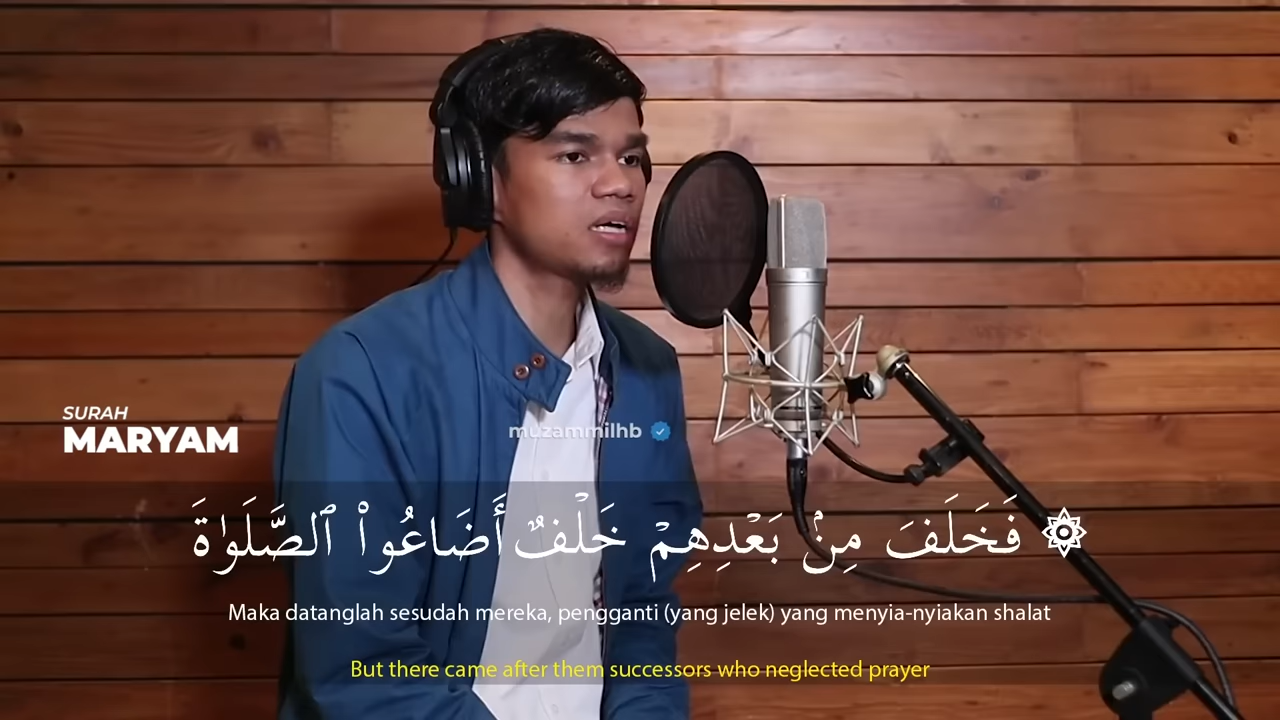 SURAH
MARYAM
muzammilhb
۞ فَخَلَفَ مِنۢ بَعْدِهِمْ خَلْفٌ أَضَاعُوا۟ ٱلصَّلَوٰةَ
Maka datanglah sesudah mereka, pengganti (yang jelek) yang menyia-nyiakan shalat
But there came after them successors who neglected prayer